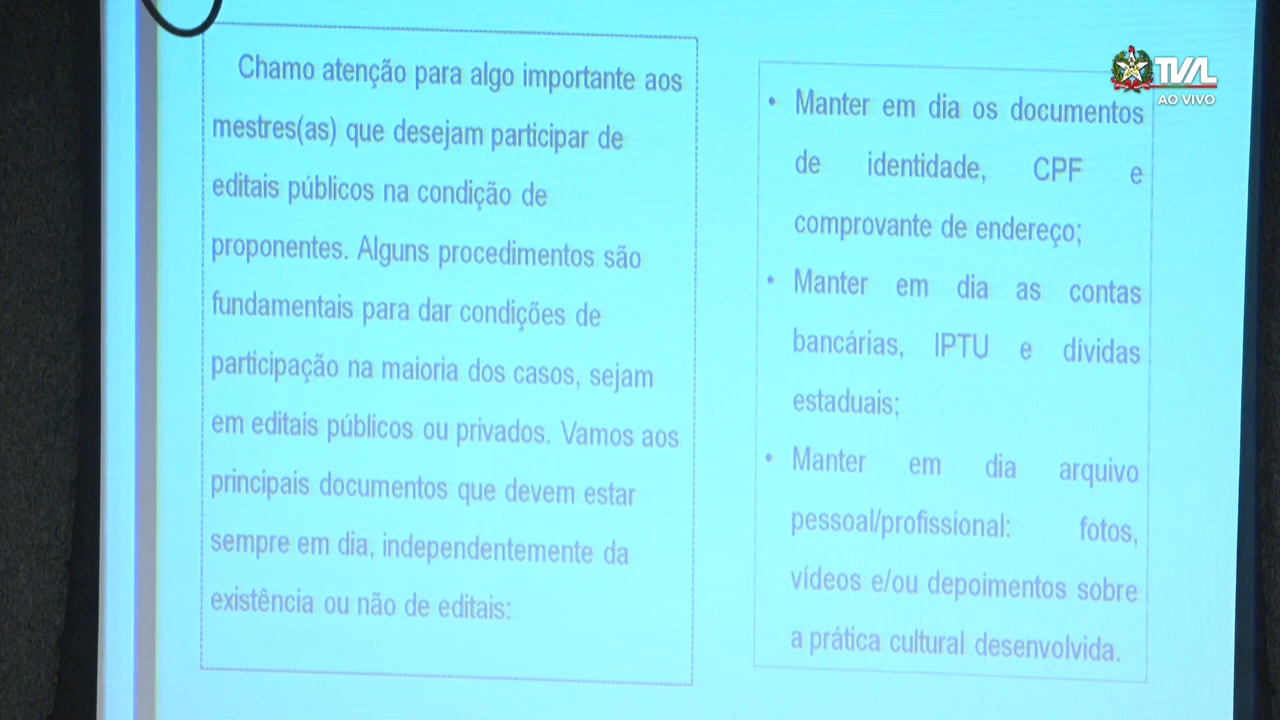 Chamo atenção para algo importante aos
mestres(as) que desejam participar de
editais públicos na condição de
proponentes. Alguns procedimentos são
fundamentais para dar condições de
participação na maioria dos casos, sejam
em editais públicos ou privados. Vamos aos
principais documentos que devem estar
sempre em dia, independentemente da
existência ou não de editais:
• Manter em dia os documentos
de identidade, CPF e
comprovante de endereço;
• Manter em dia as contas
bancárias, IPTU e dívidas
estaduais;
• Manter em dia arquivo
pessoal/profissional: fotos,
vídeos e/ou depoimentos sobre
a prática cultural desenvolvida.
TVAL
AO VIVO